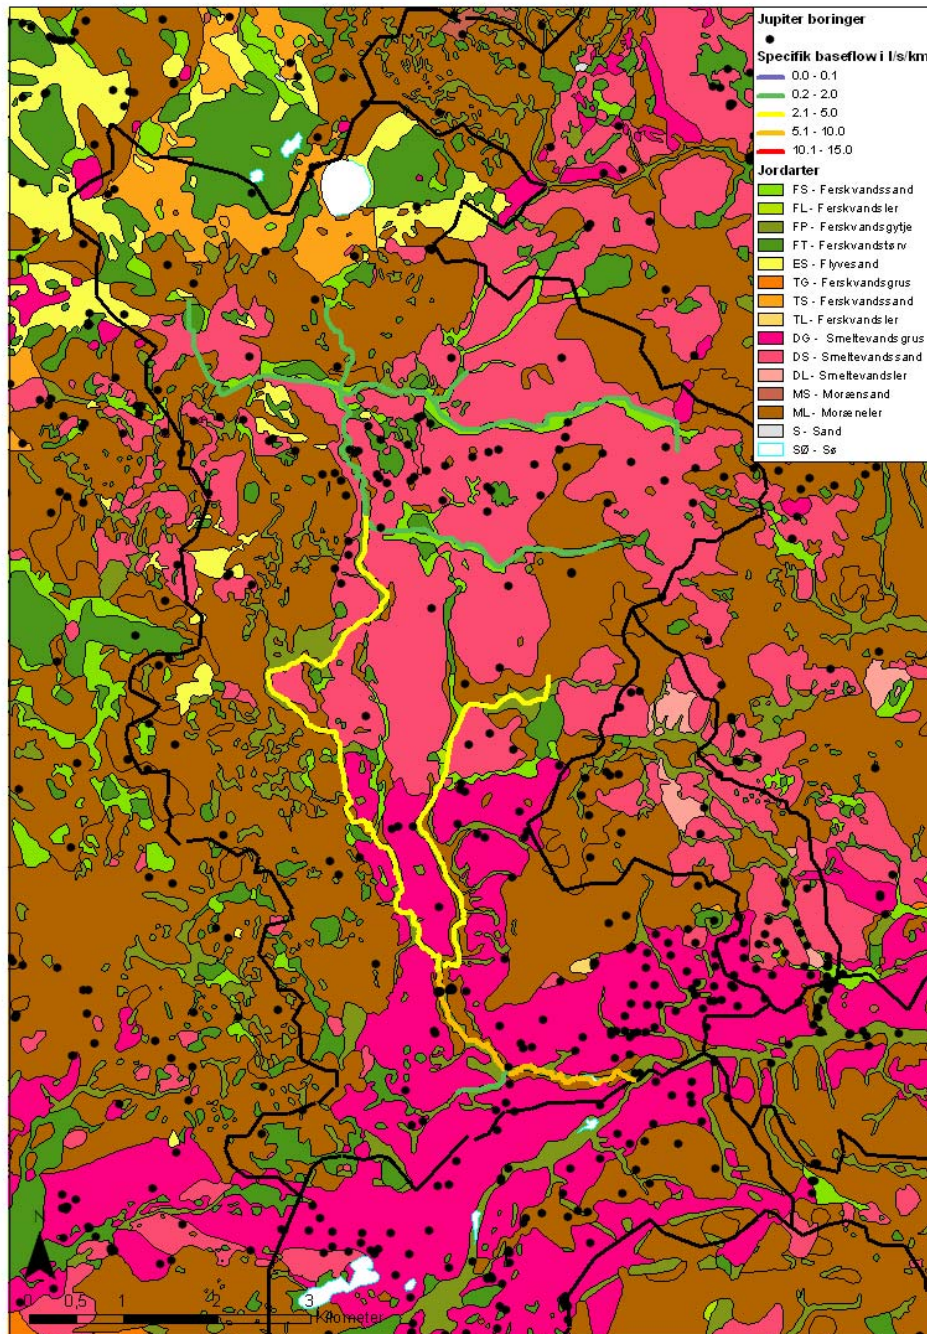 Jupiter boringer
Specifik baseflow i l/s/km
0.0 - 0.1
0.2 - 2.0
2.1 - 5.0
5.1 - 10.0
10.1 - 15.0
Jordarter
FS - Ferskvandssand
FL - Ferskvandsler
FP - Ferskvandsgytje
FT - Ferskvandstørv
ES - Flyvesand
TG - Ferskvandsgrus
TS - Ferskvandssand
TL - Ferskvandsler
DG - Smeltevandsgrus
DS - Smeltevandssand
DL - Smeltevandsler
MS - Morænsand
ML - Moræneler
S - Sand
SØ - Sø
N
0 0,5 1 2 3
Kilometer